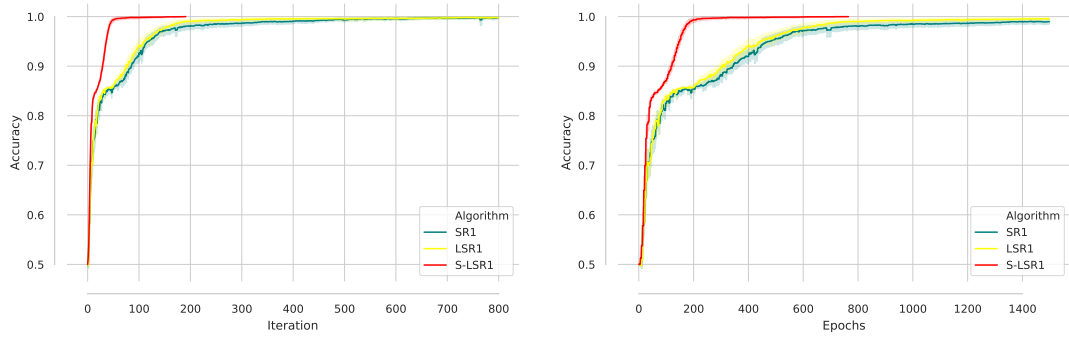 1.0
0.9
0.8
0.7
0.6
0.5
Accuracy
0 100 200 300 400 500 600 700 800
Iteration
Algorithm
SR1
LSR1
S-LSR1
1.0
0.9
0.8
0.7
0.6
0.5
Accuracy
0 200 400 600 800 1000 1200 1400
Epochs
Algorithm
SR1
LSR1
S-LSR1